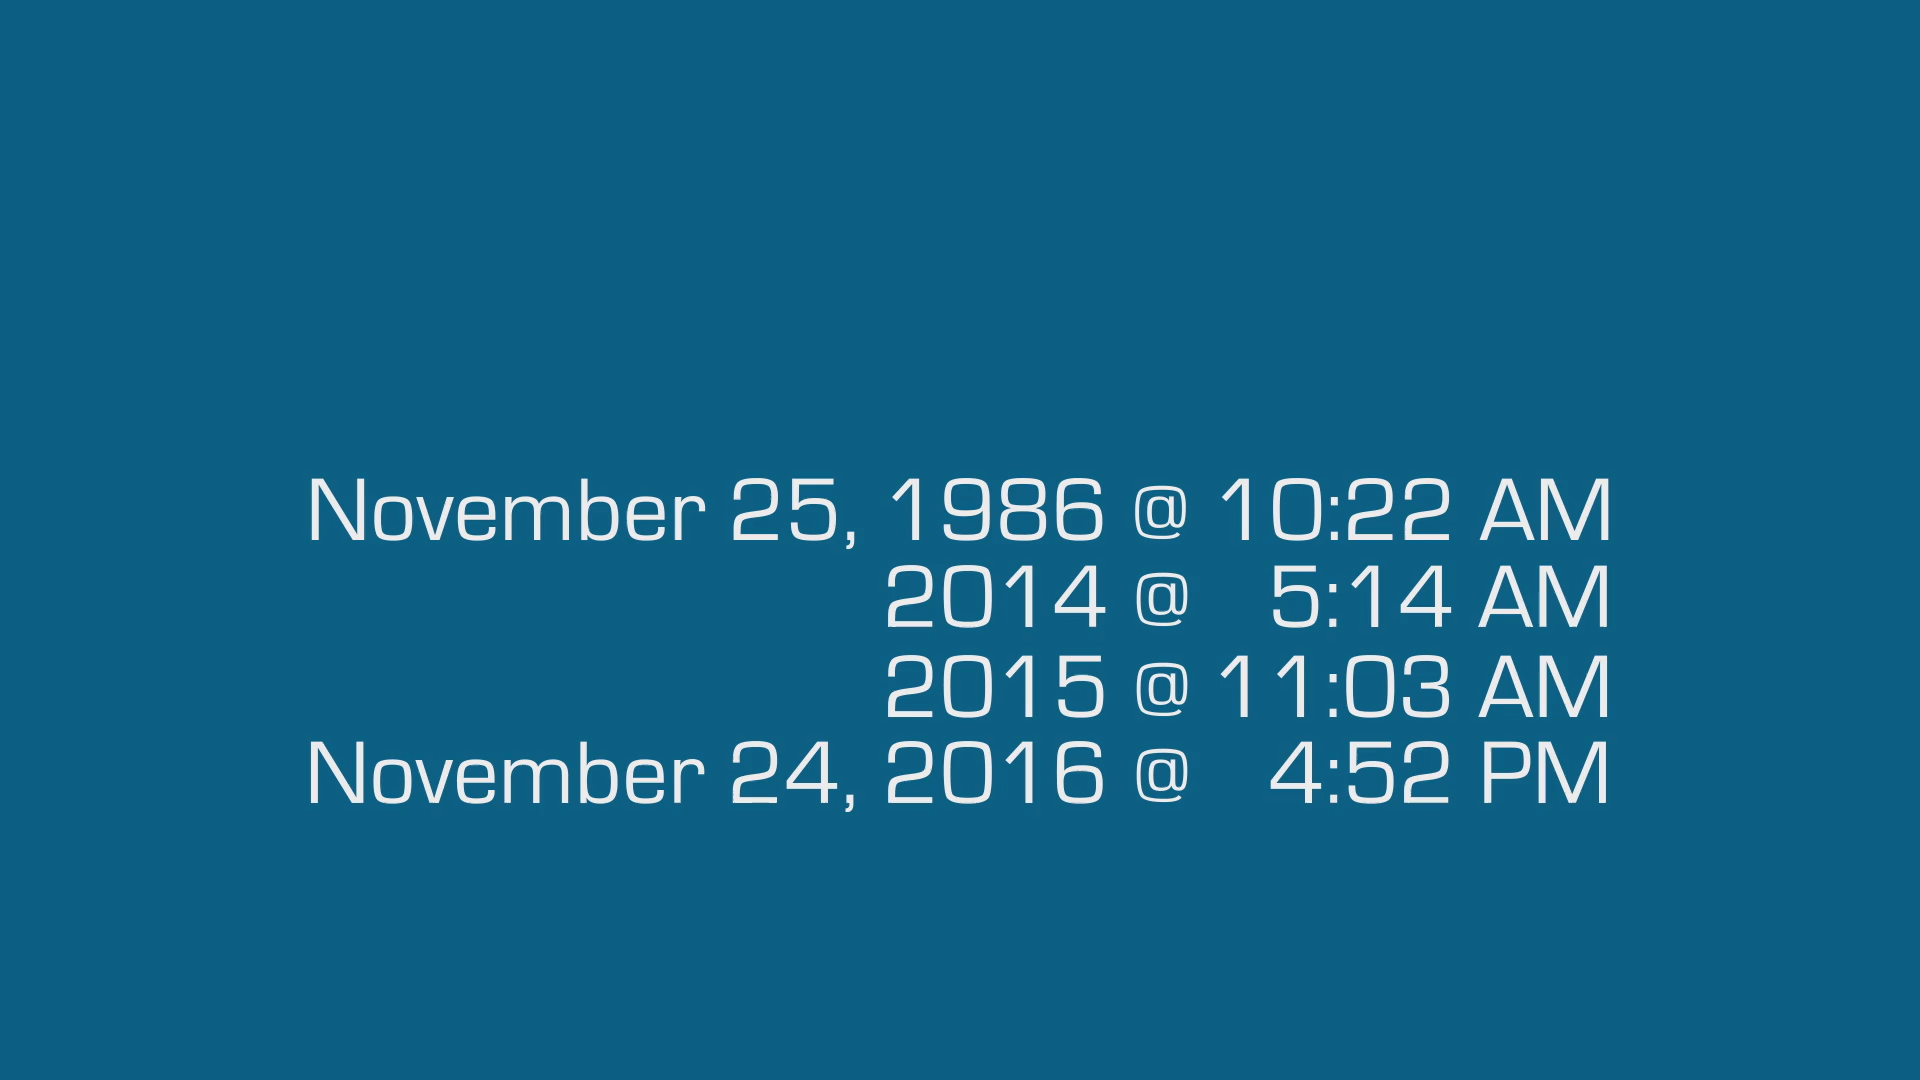 November 25, 1986 @ 10:22 AM
2014 @ 5:14 AM
2015 @ 11:03 AM
November 24, 2016 @ 4:52 PM